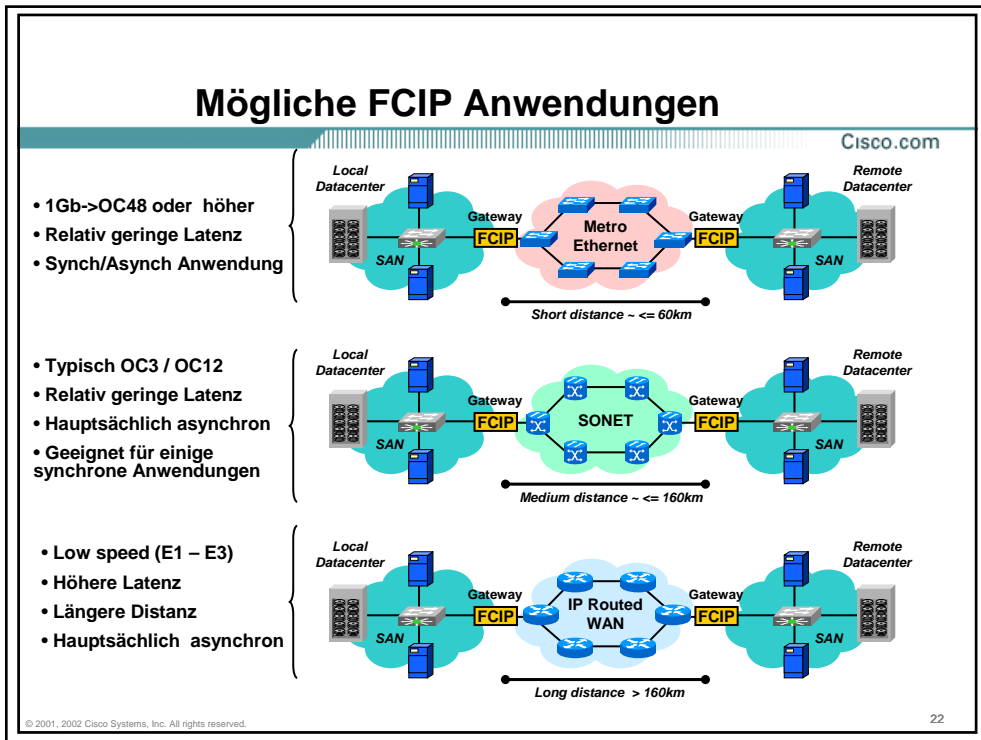 Mögliche FCIP Anwendungen
Cisco.com
• 1Gb->OC48 oder höher
• Relativ geringe Latenz
• Synch/Asynch Anwendung
Local
Datacenter
SAN
Gateway
FCIP
Metro
Ethernet
Gateway
FCIP
Remote
Datacenter
SAN
Short distance ~ <= 60km
• Typisch OC3 / OC12
• Relativ geringe Latenz
• Hauptsächlich asynchron
• Geeignet für einige
synchrone Anwendungen
Local
Datacenter
SAN
Gateway
FCIP
SONET
Gateway
FCIP
Remote
Datacenter
SAN
Medium distance ~ <= 160km
• Low speed (E1 – E3)
• Höhere Latenz
• Längere Distanz
• Hauptsächlich asynchron
Local
Datacenter
SAN
Gateway
FCIP
IP Routed
WAN
Gateway
FCIP
Remote
Datacenter
SAN
Long distance > 160km
© 2001, 2002 Cisco Systems, Inc. All rights reserved.
22